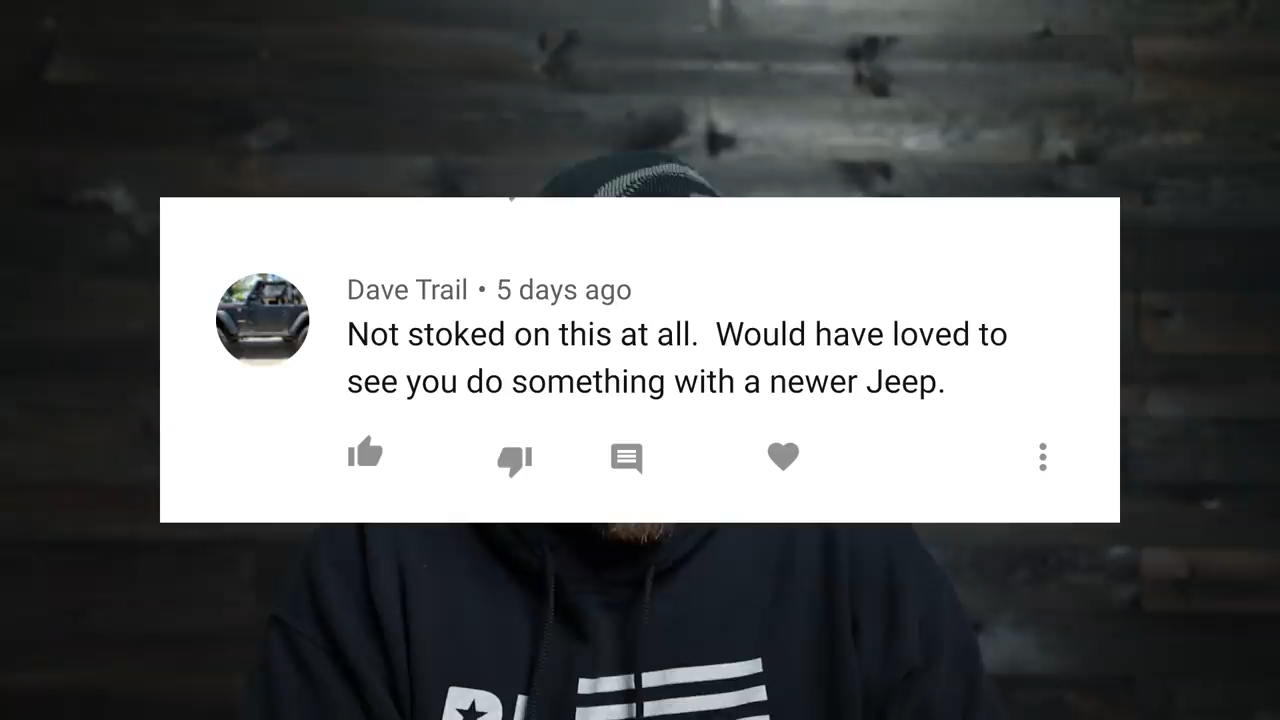 Dave Trail • 5 days ago
Not stoked on this at all.  Would have loved to
see you do something with a newer Jeep.